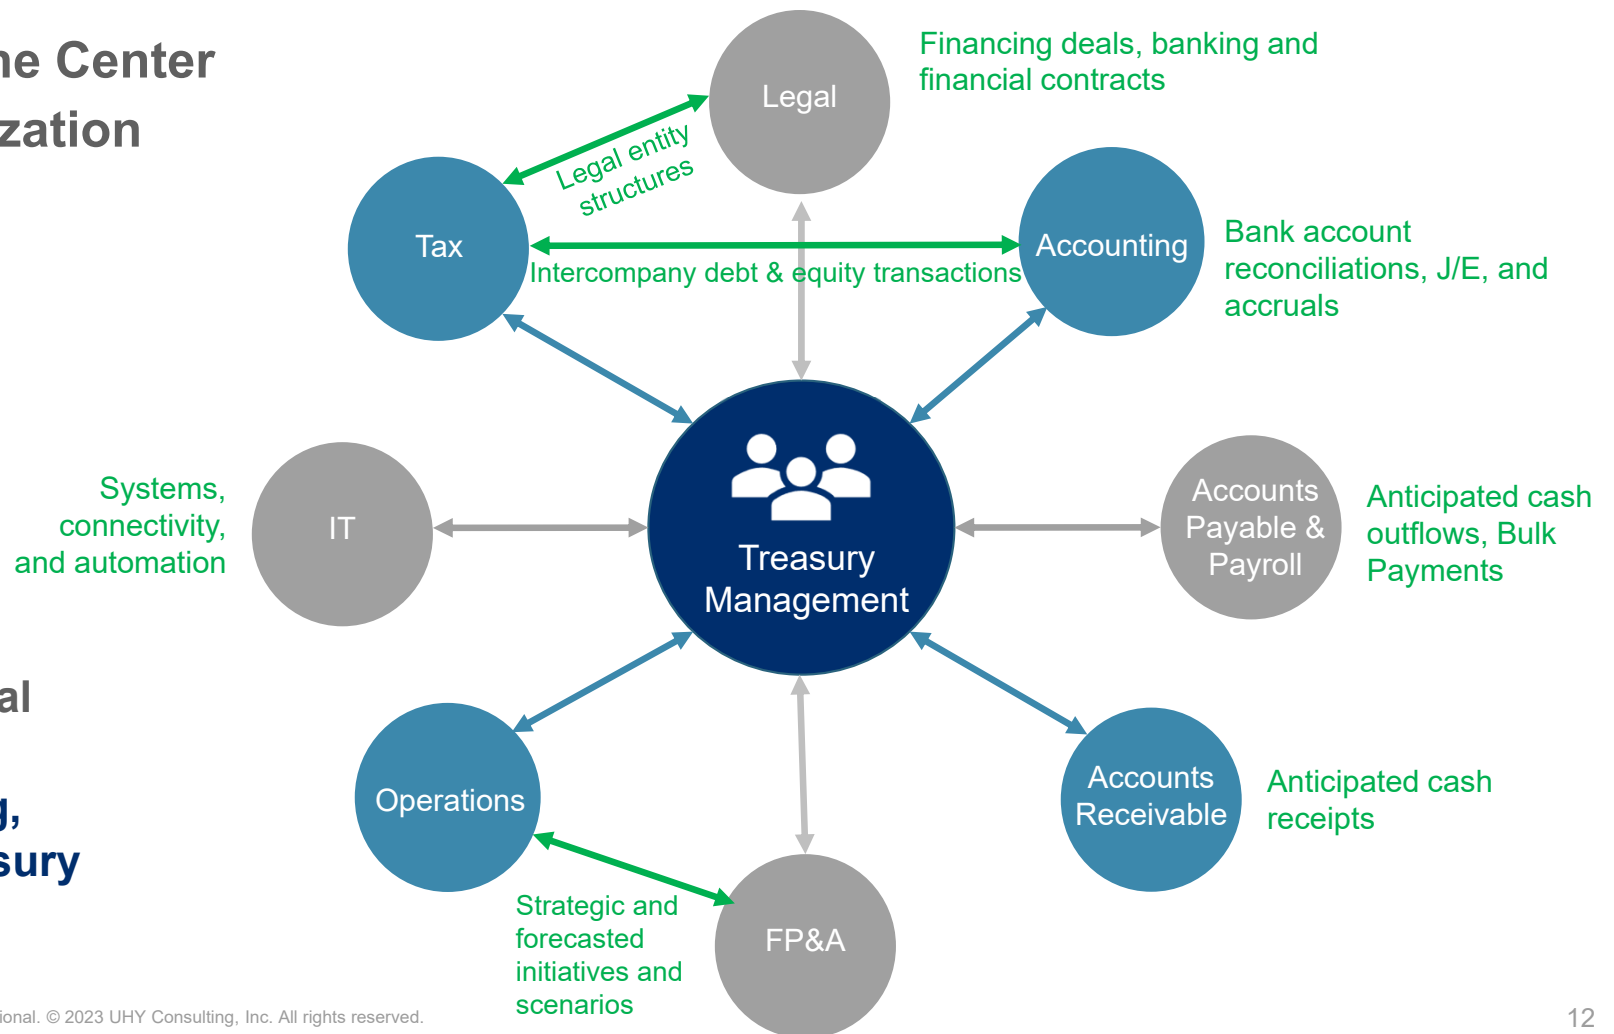 ne Center
zation
Legal
Financing deals, banking and
financial contracts
Legal entity
structures
Tax
Accounting
Bank account
reconciliations, J/E, and
accruals
Intercompany debt & equity transactions
Systems,
connectivity,
and automation
IT
Treasury
Management
Accounts
Payable &
Payroll
Anticipated cash
outflows, Bulk
Payments
al
g,
sury
Operations
Accounts
Receivable
Anticipated cash
receipts
Strategic and
forecasted
initiatives and
scenarios
FP&A
ional. © 2023 UHY Consulting, Inc. All rights reserved.
12